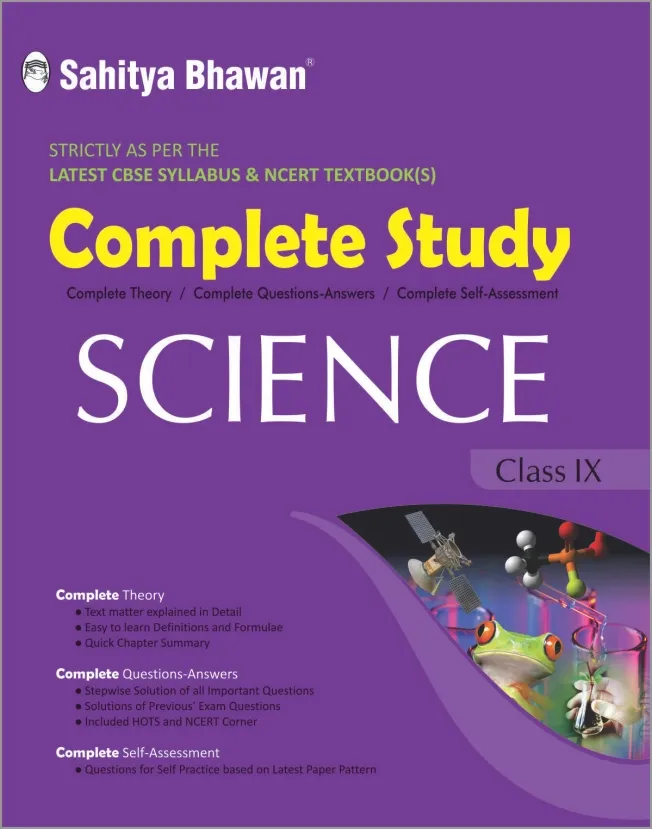 Sahitya Bhawan®
STRICTLY AS PER THE
LATEST CBSE SYLLABUS & NCERT TEXTBOOK(S)
Complete Study
Complete Theory / Complete Questions-Answers / Complete Self-Assessment
SCIENCE
Class IX
Complete Theory
● Text matter explained in Detail
● Easy to learn Definitions and Formulae
● Quick Chapter Summary
Complete Questions-Answers
● Stepwise Solution of all Important Questions
● Solutions of Previous' Exam Questions
● Included HOTS and NCERT Corner
Complete Self-Assessment
● Questions for Self Practice based on Latest Paper Pattern